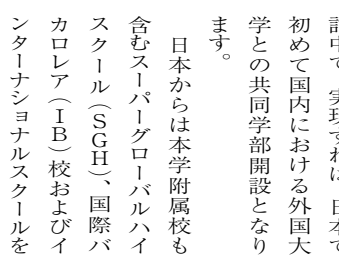 計中で、実現すれば、日本で
初めて国内における外国大
学との共同学部開設となり
ます。
日本からは本学附属校も
含むスーパーグローバルハイ
スクール（SGH）、国際バ
カロレア（IB）校およびイ
ンターナショナルスクールを